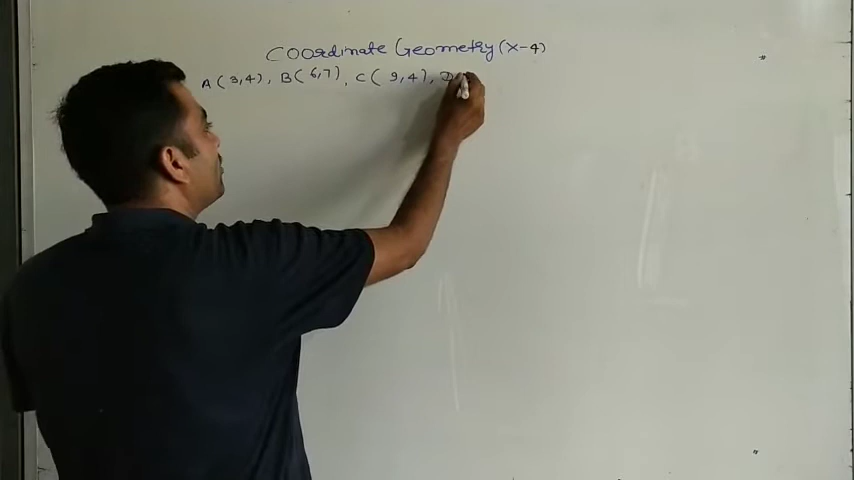 Coordinate Geometry (X-4)
A (3,4), B(6,7), C( 9,4), D